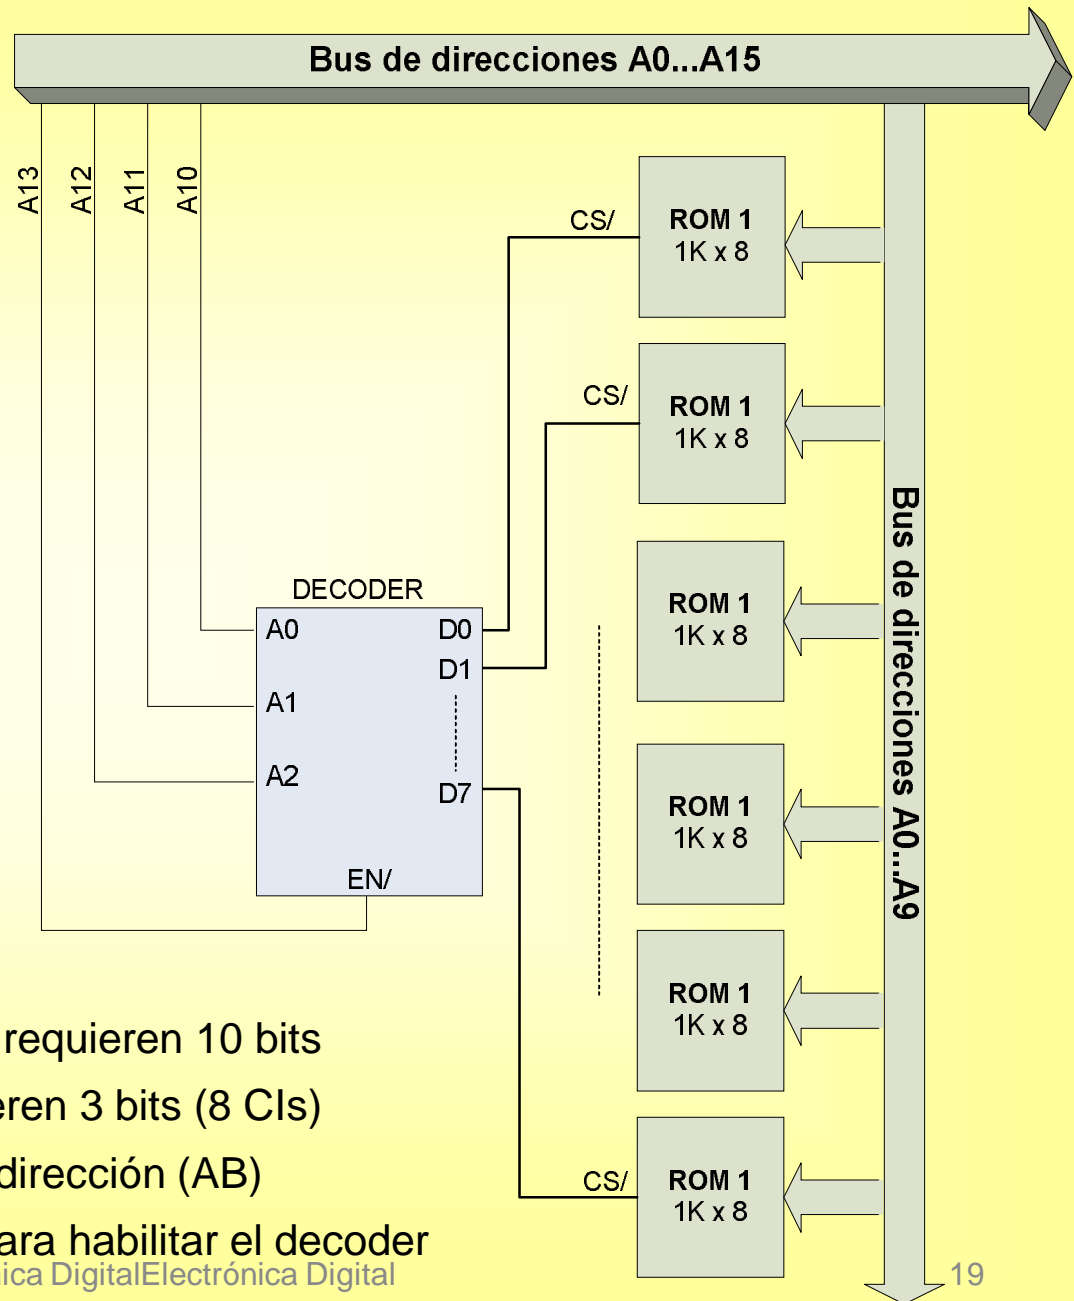 Bus de direcciones A0...A15
A13
A12
A11
A10
CS/
ROM 1
1K x 8
CS/
ROM 1
1K x 8
Bus de direcciones A0...A9
ROM 1
1K x 8
DECODER
A0
D0
D1
A1
A2
D7
EN/
ROM 1
1K x 8
ROM 1
1K x 8
CS/
ROM 1
1K x 8
requieren 10 bits
eren 3 bits (8 CIs)
dirección (AB)
ara habilitar el decoder
nica DigitalElectrónica Digital
19